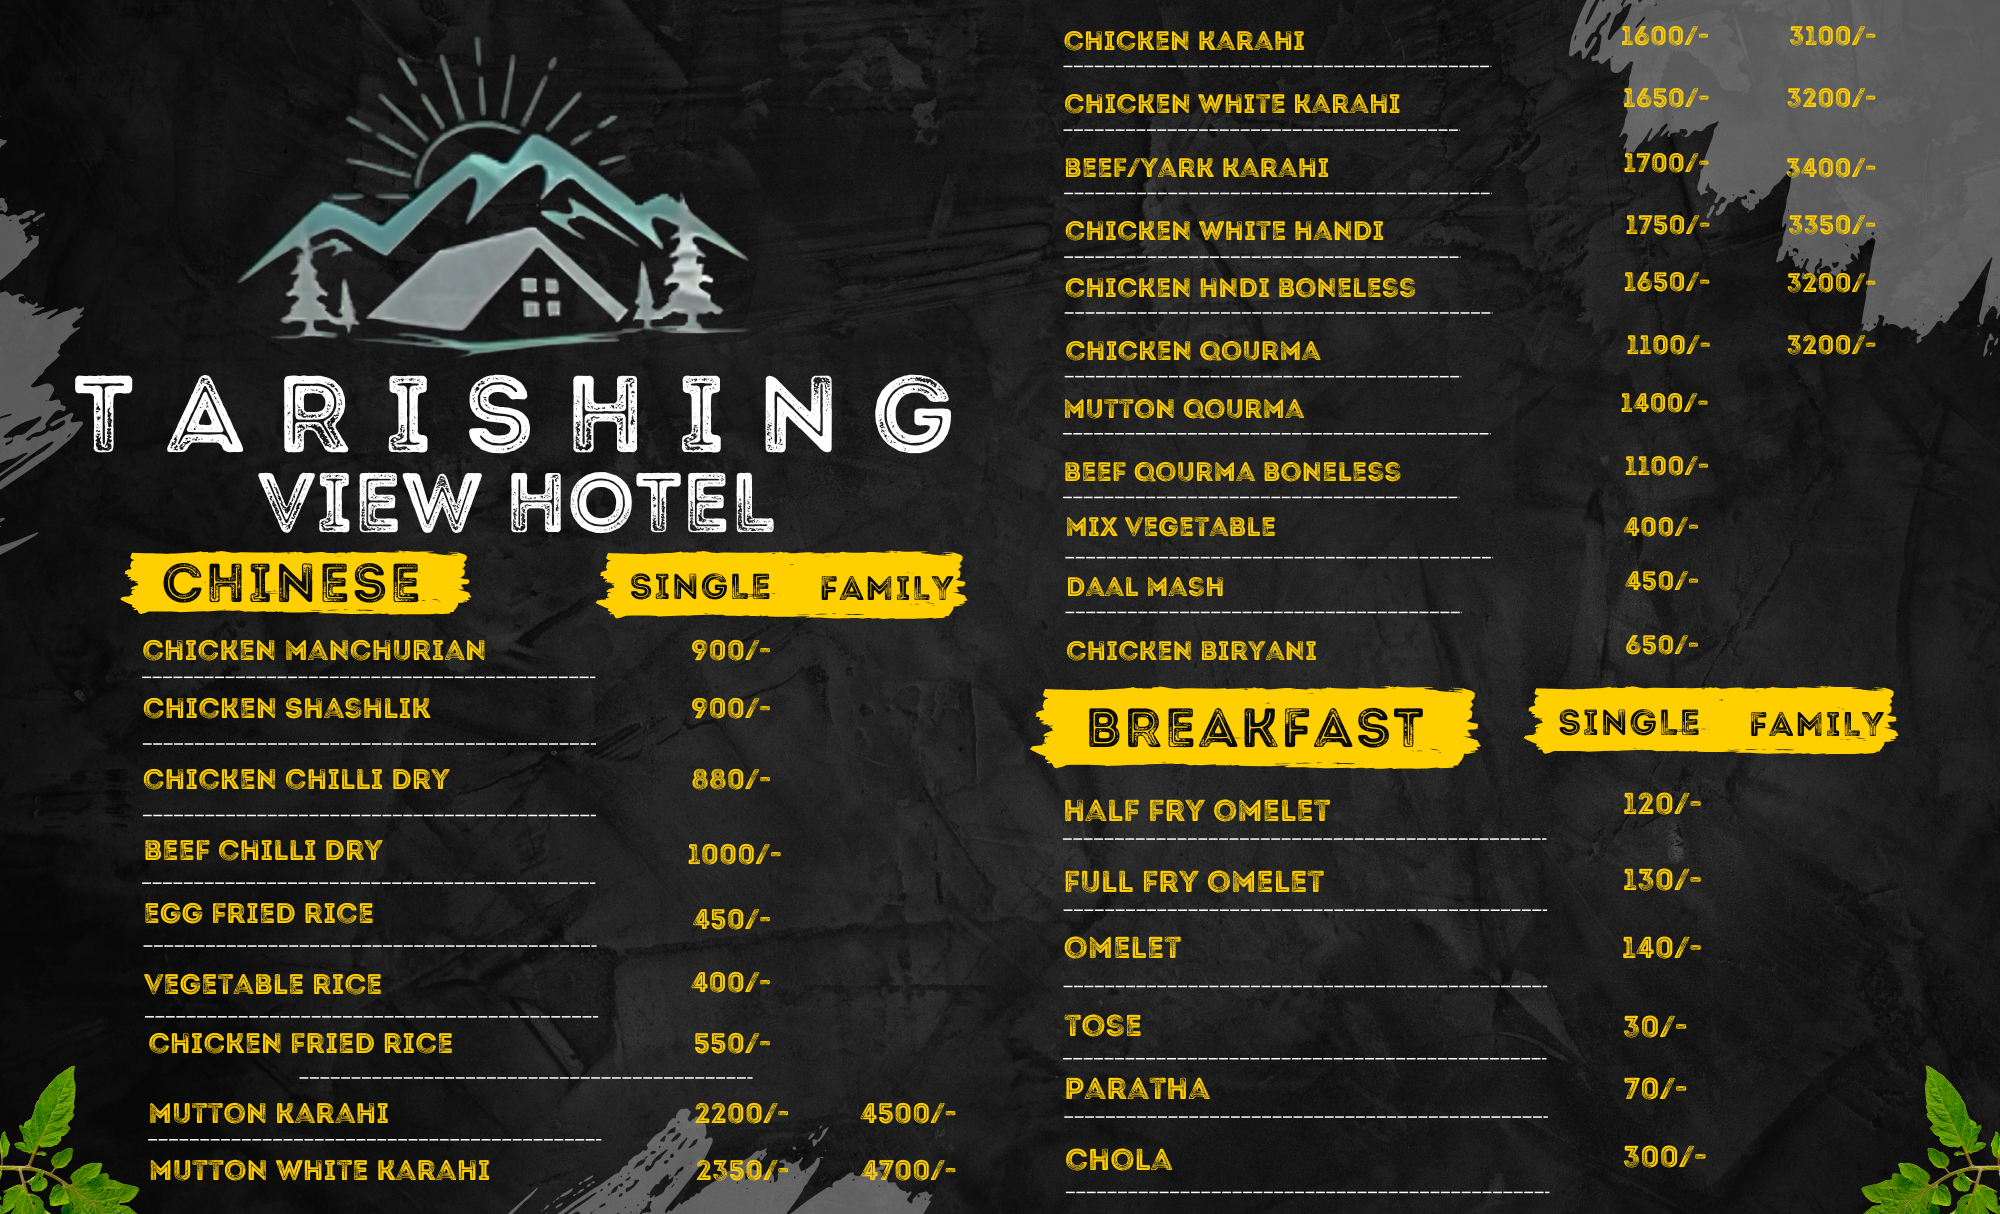 TARISHING
VIEW HOTEL
CHINESE SINGLE FAMILY
CHICKEN MANCHURIAN 900/-
CHICKEN SHASHLIK 900/-
CHICKEN CHILLI DRY 880/-
BEEF CHILLI DRY 1000/-
EGG FRIED RICE 450/-
VEGETABLE RICE 400/-
CHICKEN FRIED RICE 550/-
MUTTON KARAHI 2200/- 4500/-
MUTTON WHITE KARAHI 2350/- 4700/-
CHICKEN KARAHI 1600/- 3100/-
CHICKEN WHITE KARAHI 1650/- 3200/-
BEEF/YARK KARAHI 1700/- 3400/-
CHICKEN WHITE HANDI 1750/- 3350/-
CHICKEN HNDI BONELESS 1650/- 3200/-
CHICKEN QOURMA 1100/- 3200/-
MUTTON QOURMA 1400/-
BEEF QOURMA BONELESS 1100/-
MIX VEGETABLE 400/-
DAAL MASH 450/-
CHICKEN BIRYANI 650/-
BREAKFAST SINGLE FAMILY
HALF FRY OMELET 120/-
FULL FRY OMELET 130/-
OMELET 140/-
TOSE 30/-
PARATHA 70/-
CHOLA 300/-